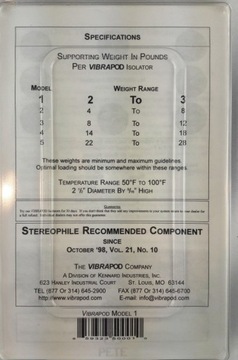 SPECIFICATIONS
SUPPORTING WEIGHT IN POUNDS
PER VIBRAPOD ISOLATOR
MODEL WEIGHT RANGE
1 2 To 3
2 4 To 8
3 8 To 12
4 14 To 18
5 22 To 28
These weights are minimum and maximum guidelines.
Optimal loading should be somewhere within these ranges.
TEMPERATURE RANGE 50°F TO 100°F
DIAMETER BY HIGH
Guarantee
STEREOPHILE RECOMMENDED COMPONENT
SINCE
OCTOBER '98, VOL. 21, NO. 10
THE VIBRAPOD COMPANY
A DIVISION OF KENNARD INDUSTRIES, INC.
623 HANLEY INDUSTRIAL COURT ST. LOUIS, MO 63144
TEL (877 Or 314) 645-2900 FAX (877 OR 314) 645-6700
http://www.vibrapod.com E-mail: info@vibrapod.com
VIBRAPOD MODEL 1
PETE